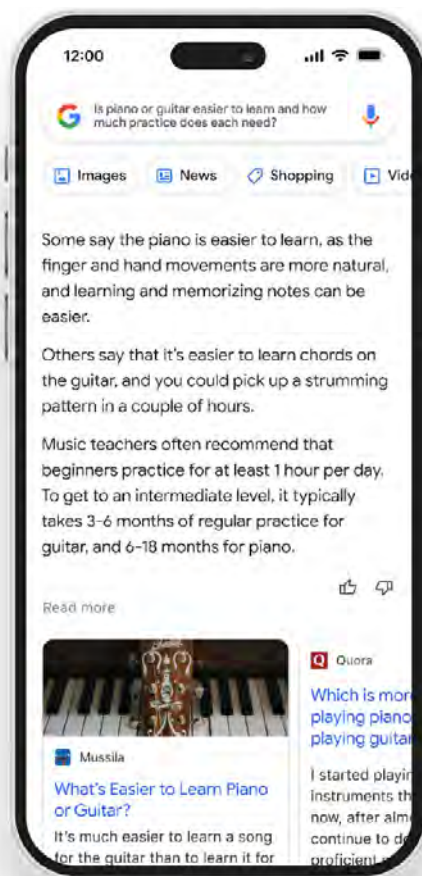 12:00
Is piano or guitar easier to learn and how
much practice does each need?
Images News Shopping
Some say the piano is easier to learn, as the
finger and hand movements are more natural,
and learning and memorizing notes can be
easier.
Others say that it's easier to learn chords on
the guitar, and you could pick up a strumming
pattern in a couple of hours.
Music teachers often recommend that
beginners practice for at least 1 hour per day.
To get to an intermediate level, it typically
takes 3-6 months of regular practice for
guitar, and 6-18 months for piano.
Read more
Mussila
What's Easier to Learn Piano
or Guitar?
It's much easier to learn a song
for the guitar than to learn it for
Quora
Which is more
playing piano
playing guitar
I started
instruments
now, after
continue to
proficient